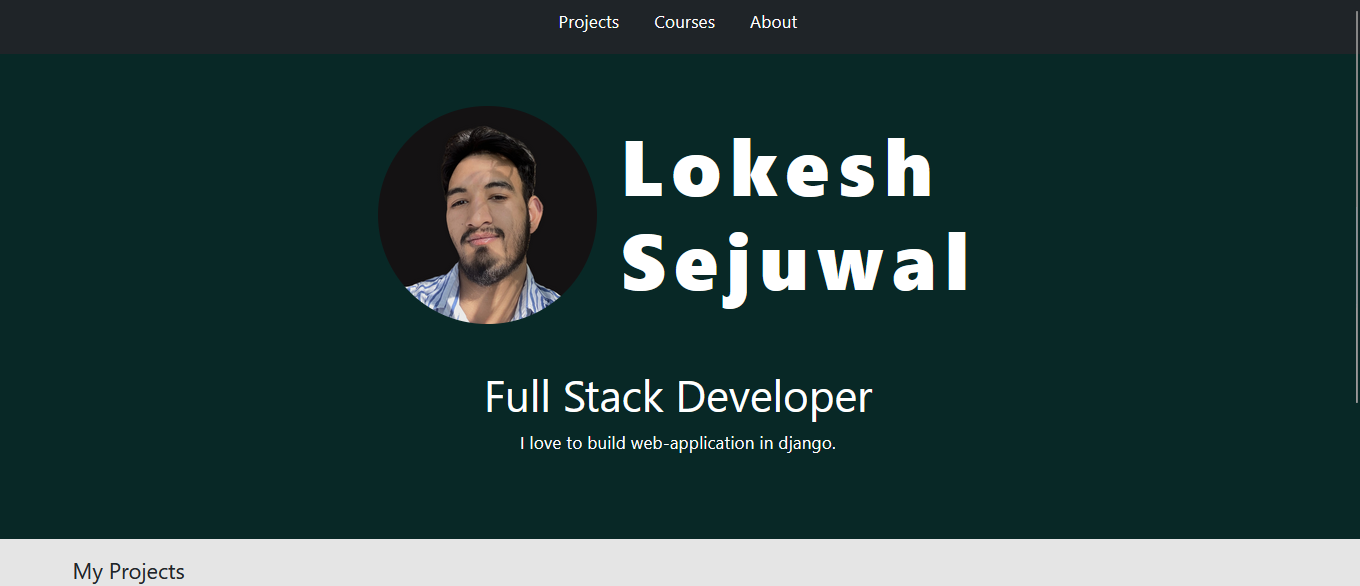 Projects Courses About
Lokesh
Sejuwal
Full Stack Developer
I love to build web-application in django.
My Projects